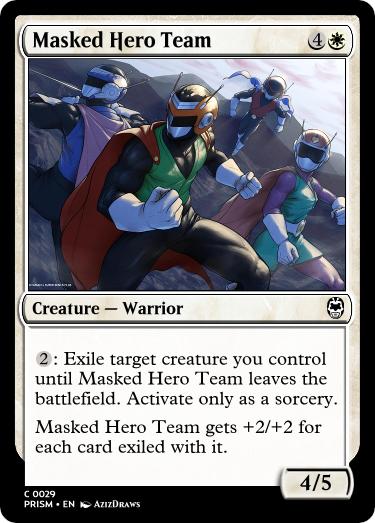 Masked Hero Team 4
Creature — Warrior
2: Exile target creature you control
until Masked Hero Team leaves the
battlefield. Activate only as a sorcery.
Masked Hero Team gets +2/+2 for
each card exiled with it.
4/5
C 0029
PRISM • EN AzizDraws